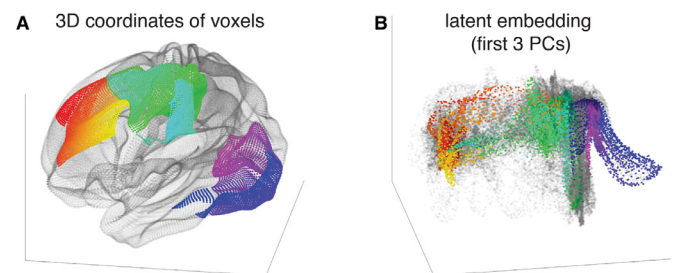 A 3D coordinates of voxels
B latent embedding
(first 3 PCs)